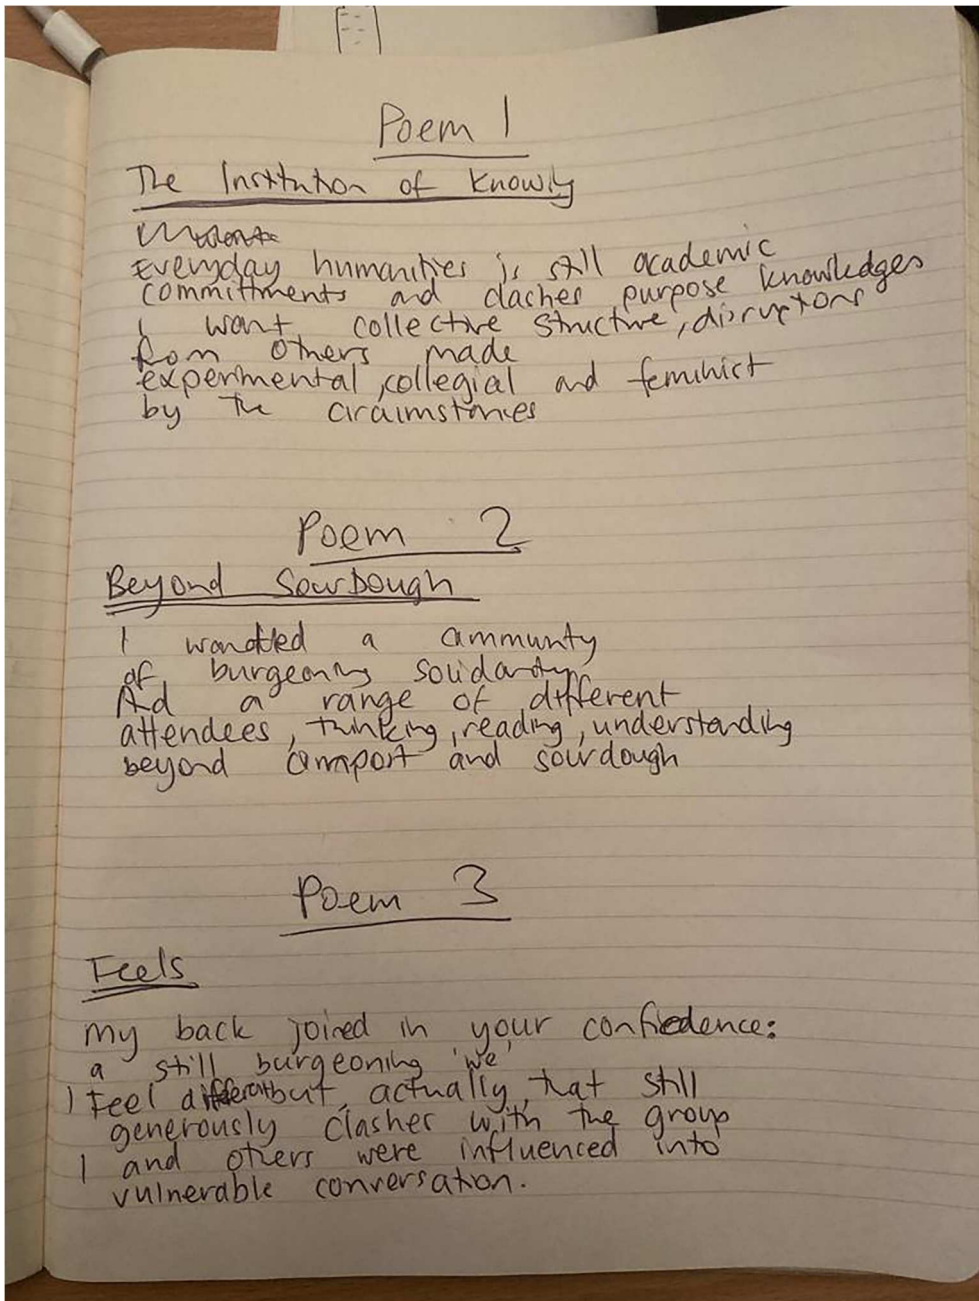 Poem 1
The Institution of Knowing
Everyday humanities is still academic
committments and clashes purpose knowledges
I want collective structure, disruptions
from others made
experimental, collegial and feminist
by the circumstances
Poem 2
Beyond Sourdough
I wanted a community
of burgeoning solidarity
And a range of different
attendees, thinking, reading, understanding
beyond comport and sourdough
Poem 3
Feels
My back joined in your confidence:
a still burgeoning 'we'
I Feel different but, actually, that still
generously clashes with the group
I and others were influenced into
vulnerable conversation.